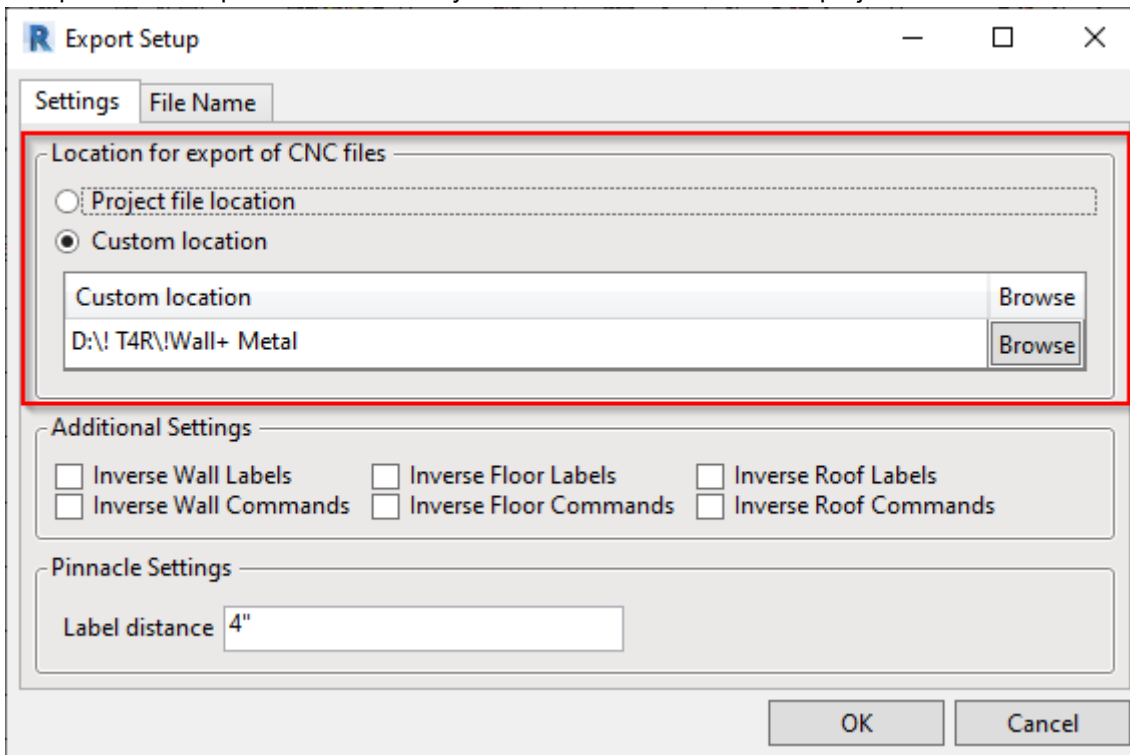 Export Setup
Settings File Name
Location for export of CNC files
Project file location
Custom location
Custom location Browse
D:\! T4R\!Wall+ Metal Browse
Additional Settings
Inverse Wall Labels Inverse Floor Labels Inverse Roof Labels
Inverse Wall Commands Inverse Floor Commands Inverse Roof Commands
Pinnacle Settings
Label distance 4"
OK Cancel